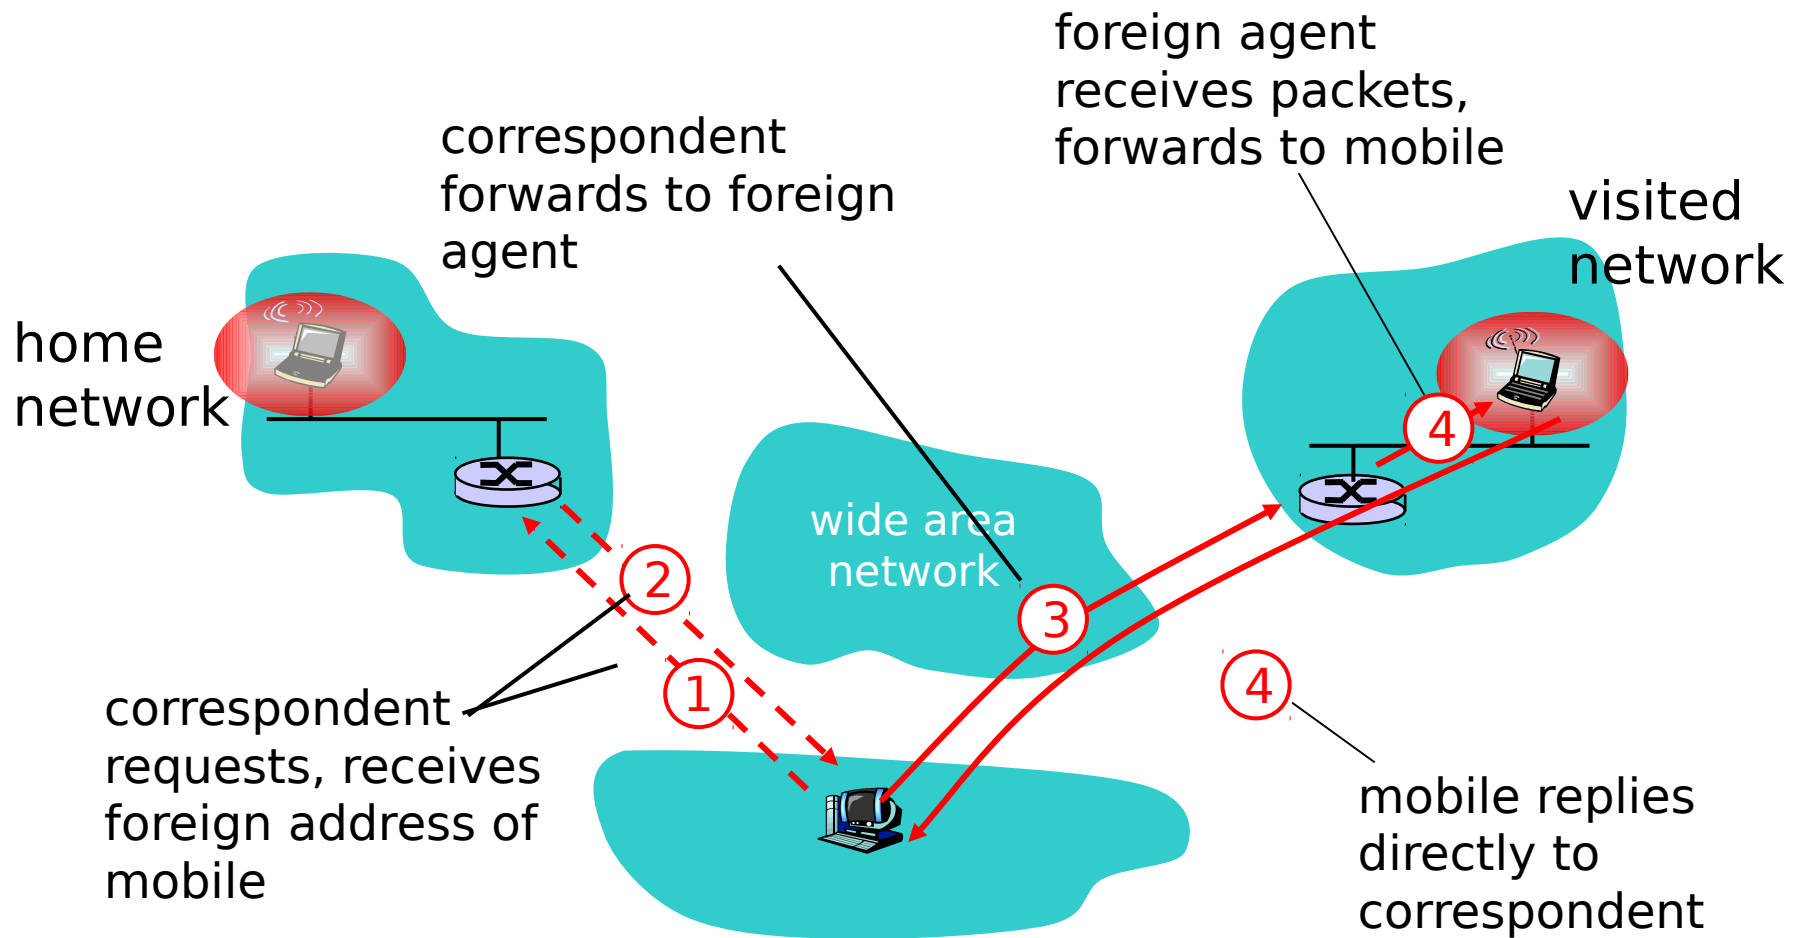 foreign agent
receives packets,
forwards to mobile
correspondent
forwards to foreign
agent
visited
network
home
network
wide area
network
4
2
3
1
4
correspondent
requests, receives
foreign address of
mobile
mobile replies
directly to
correspondent